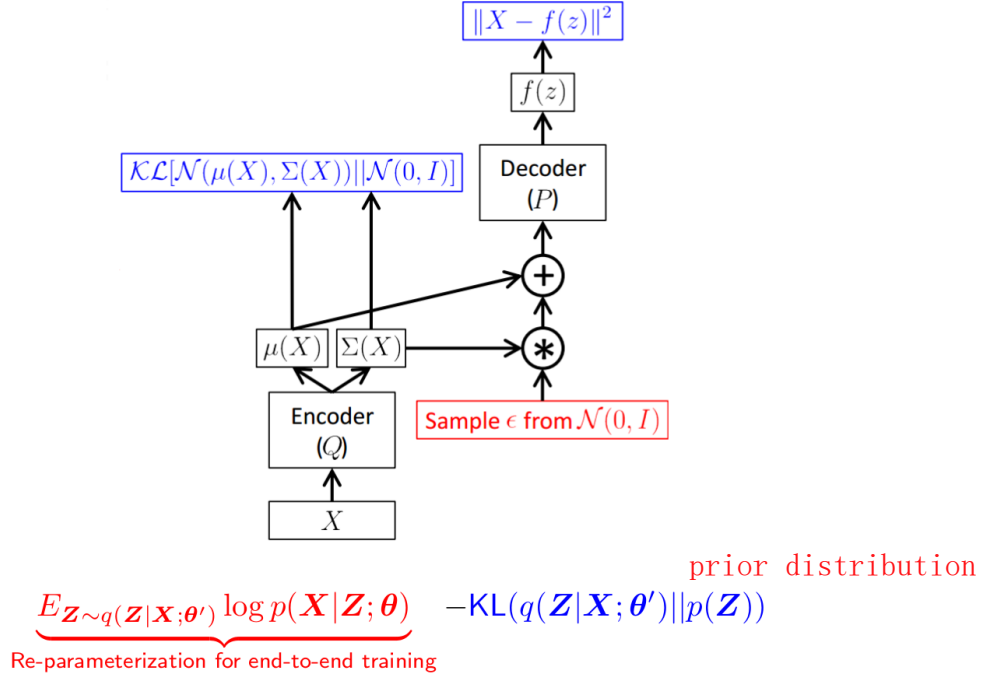 ‖X − f(z)‖²
f(z)
𝒦ℒ[𝒩(μ(X), Σ(X))||𝒩(0, I)]
Decoder
(P)
+
μ(X)
Σ(X)
*
Encoder
(Q)
Sample ϵ from 𝒩(0, I)
X
prior distribution
E_{Z∼q(Z|X;θ′)} log p(X|Z; θ) −KL(q(Z|X; θ′)||p(Z))
Re-parameterization for end-to-end training